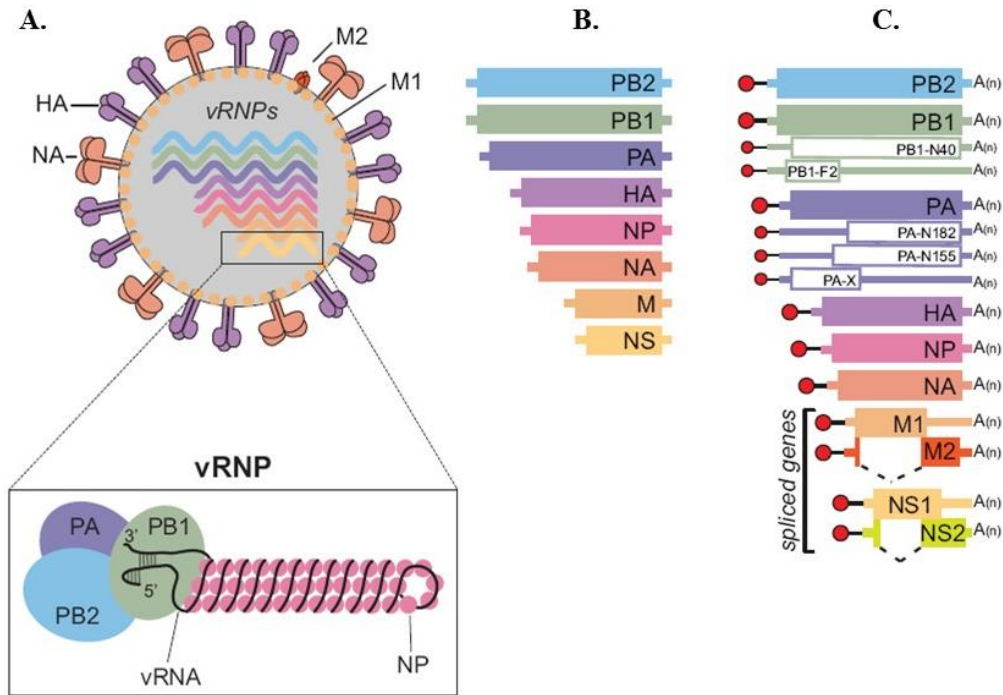 A.
M2
M1
HA
vRNPs
NA
vRNP
PA
PB1
3’
5’
PB2
vRNA
NP
B.
PB2
PB1
PA
HA
NP
NA
M
NS
C.
PB2 A(n)
PB1 A(n)
PB1-N40 A(n)
PB1-F2 A(n)
PA A(n)
PA-N182 A(n)
PA-N155 A(n)
PA-X A(n)
HA A(n)
NP A(n)
NA A(n)
spliced genes
M1 A(n)
M2 A(n)
NS1 A(n)
NS2 A(n)